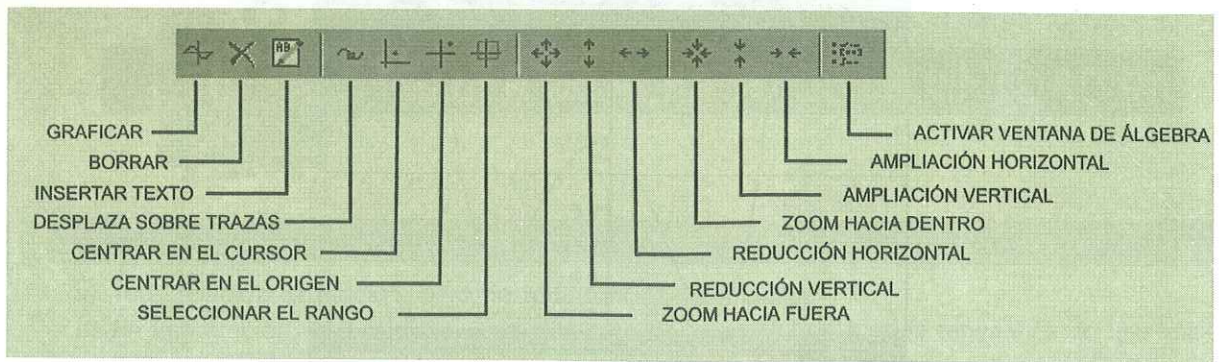 AB
GRAFICAR
BORRAR
INSERTAR TEXTO
DESPLAZA SOBRE TRAZAS
CENTRAR EN EL CURSOR
CENTRAR EN EL ORIGEN
SELECCIONAR EL RANGO
ACTIVAR VENTANA DE ÁLGEBRA
AMPLIACIÓN HORIZONTAL
AMPLIACIÓN VERTICAL
ZOOM HACIA DENTRO
REDUCCIÓN HORIZONTAL
REDUCCIÓN VERTICAL
ZOOM HACIA FUERA